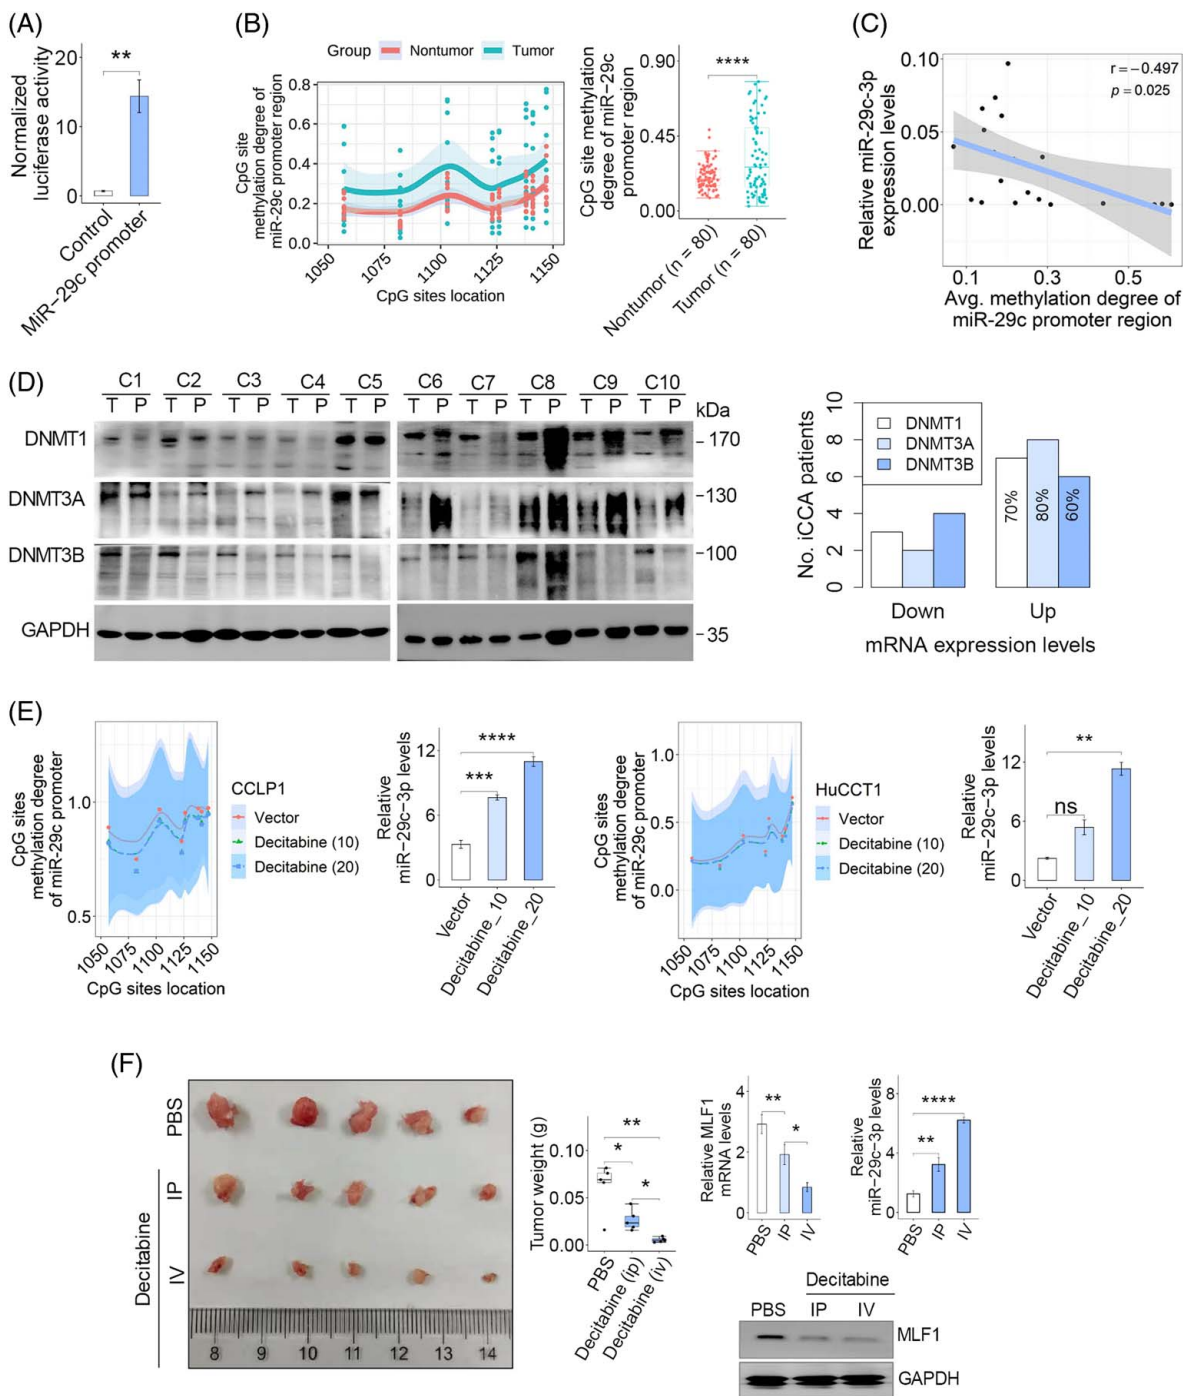 (A)
Normalized
luciferase activity
20
10
0
**
Control
MiR−29c promoter
(B)
Group Nontumor Tumor
CpG site
methylation degree of
miR-29c promoter region
0.8
0.6
0.4
0.2
0.0
1050 1075 1100 1125 1150
CpG sites location
CpG site methylation
degree of miR-29c
promoter region
0.90
0.45
0.00
****
Nontumor (n = 80)
Tumor (n = 80)
(C)
Relative miR-29c-3p
expression levels
0.10
0.05
0.00
r = −0.497
p = 0.025
0.1 0.3 0.5
Avg. methylation degree of
miR-29c promoter region
(D)
C1 C2 C3 C4 C5 C6 C7 C8 C9 C10
T P T P T P T P T P T P T P T P T P T P
kDa
DNMT1
- 170
DNMT3A
-130
DNMT3B
-100
GAPDH
- 35
No. iCCA patients
10
8
6
4
2
0
DNMT1
DNMT3A
DNMT3B
70% 80% 60%
Down Up
mRNA expression levels
(E)
CpG sites
methylation degree
of miR-29c promoter
1.0
0.5
1050 1075 1100 1125 1150
CpG sites location
CCLP1
Vector
Decitabine (10)
Decitabine (20)
Relative
miR−29c−3p levels
12
6
0
****
***
Vector
Decitabine_10
Decitabine_20
CpG sites
methylation degree
of miR-29c promoter
1.0
0.5
0.0
1050 1075 1100 1125 1150
CpG sites location
HuCCT1
Vector
Decitabine (10)
Decitabine (20)
Relative
miR−29c−3p levels
12
6
0
**
ns
Vector
Decitabine_10
Decitabine_20
(F)
PBS
IP
IV
Decitabine
8 9 10 11 12 13 14
Tumor weight (g)
0.10
0.05
0.00
**
*
*
PBS
Decitabine (ip)
Decitabine (iv)
Relative MLF1
mRNA levels
4
2
0
**
*
PBS
IP
IV
Relative
miR−29c−3p levels
8
4
0
****
**
PBS
IP
IV
Decitabine
PBS IP IV
MLF1
GAPDH